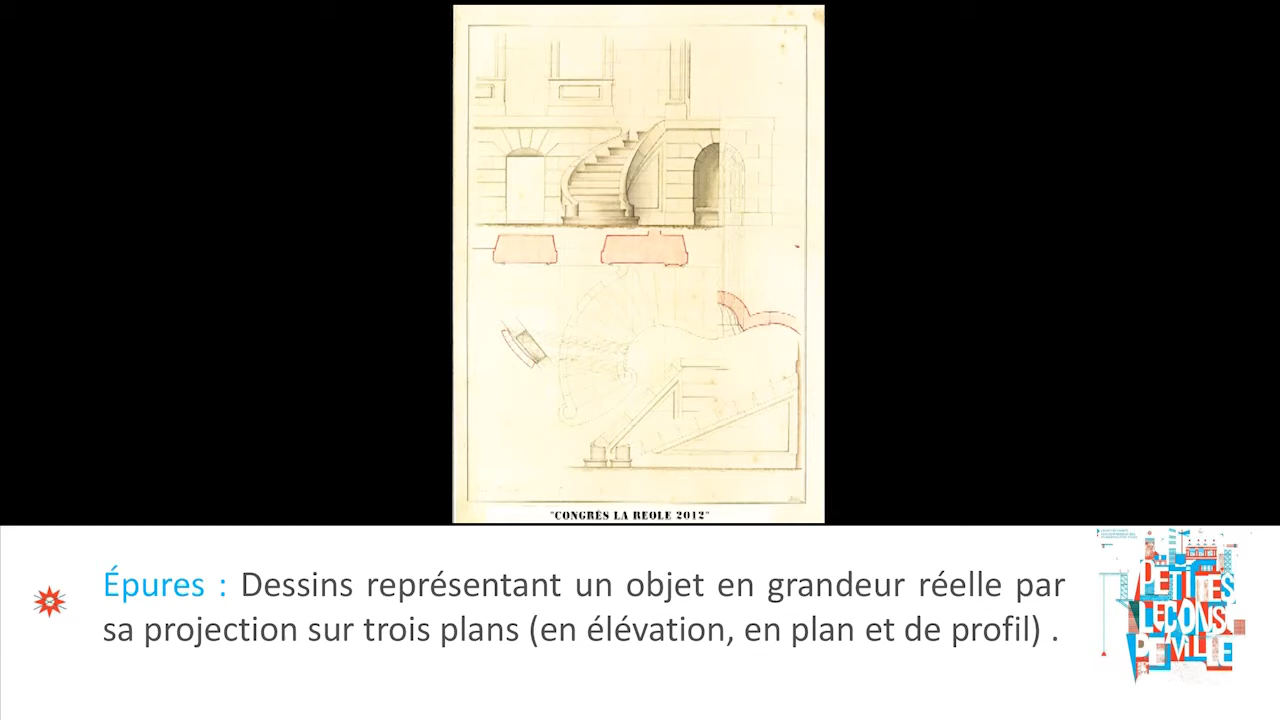 "CONGRÈS LA REOLE 2012"
Épures : Dessins représentant un objet en grandeur réelle par
sa projection sur trois plans (en élévation, en plan et de profil) .
PETITES
LEÇONS
DE VILLE